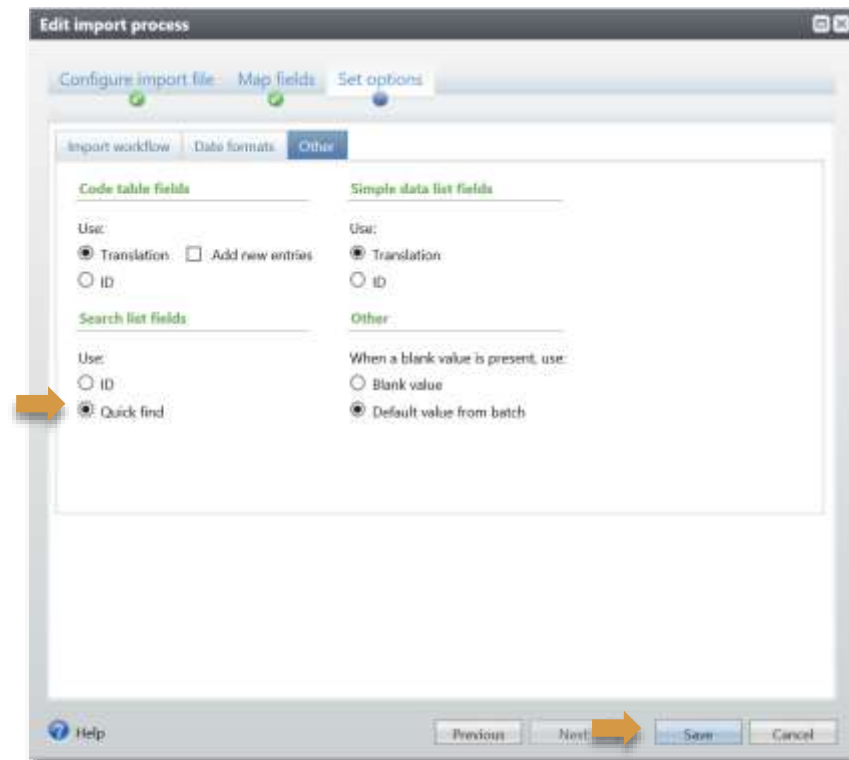 Edit import process
Configure import file Map fields Set options
Import workflow Date formats Other
Code table fields Simple data list fields
Use: Use:
Translation Add new entries Translation
ID ID
Search list fields Other
Use: When a blank value is present, use:
ID Blank value
Quick find Default value from batch
Help Previous Next Save Cancel